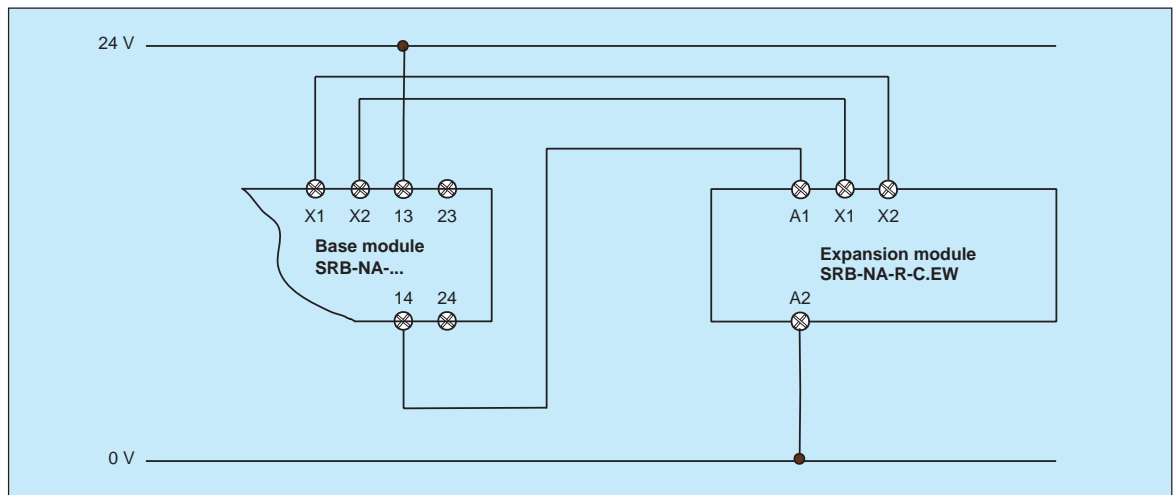 24 V
X1 X2 13 23
A1 X1 X2
Base module
SRB-NA-...
Expansion module
SRB-NA-R-C.EW
14 24
A2
0 V